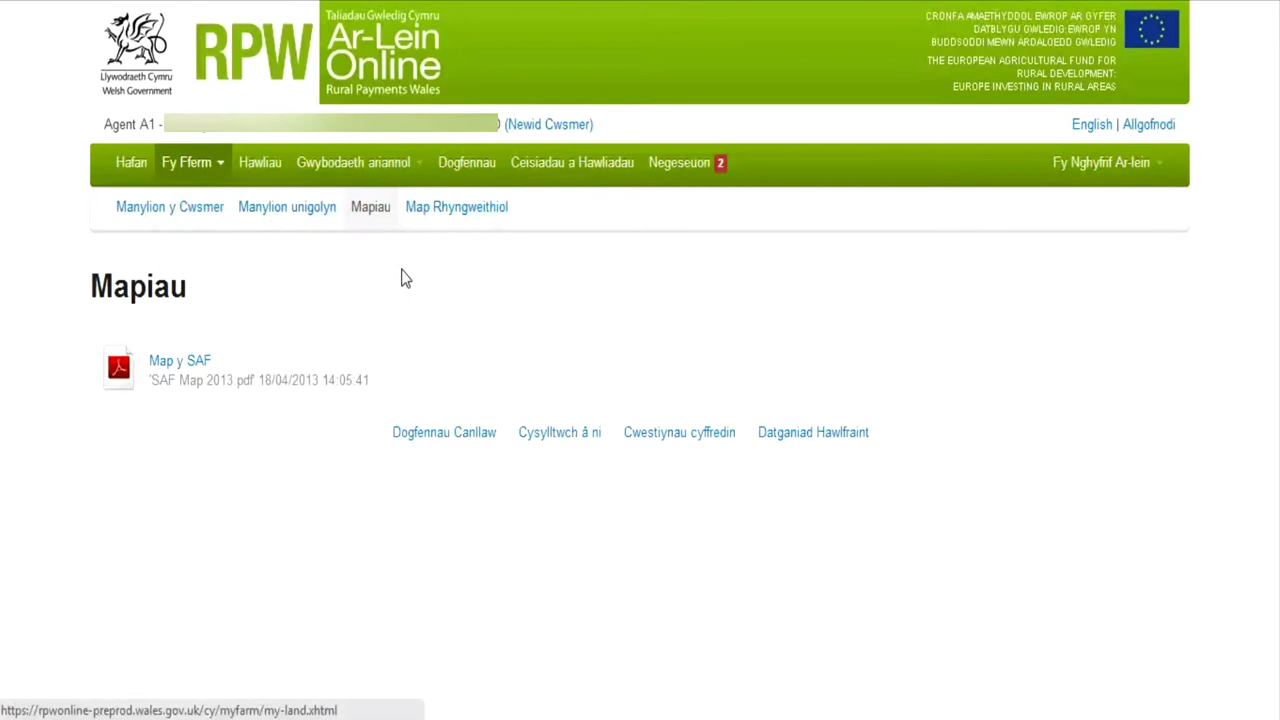 Llywodraeth Cymru
Welsh Government
RPW
Taliadau Gwledig Cymru
Ar-Lein
Online
Rural Payments Wales
CRONFA AMAETHYDDOL EWROP AR GYFER
DATBLYGU GWLEDIG:EWROP YN
BUDDSODDI MEWN ARDALOEDD GWLEDIG
THE EUROPEAN AGRICULTURAL FUND FOR
RURAL DEVELOPMENT:
EUROPE INVESTING IN RURAL AREAS
Agent A1 - (Newid Cwsmer) English | Allgofnodi
Hafan Fy Fferm Hawliau Gwybodaeth ariannol Dogfennau Ceisiadau a Hawliadau Negeseuon 2 Fy Nghyfrif Ar-lein
Manylion y Cwsmer Manylion unigolyn Mapiau Map Rhyngweithiol
Mapiau
Map y SAF
'SAF Map 2013.pdf' 18/04/2013 14:05:41
Dogfennau Canllaw Cysylltwch â ni Cwestiynau cyffredin Datganiad Hawlfraint
https://rpwonline-preprod.wales.gov.uk/cy/myfarm/my-land.xhtml